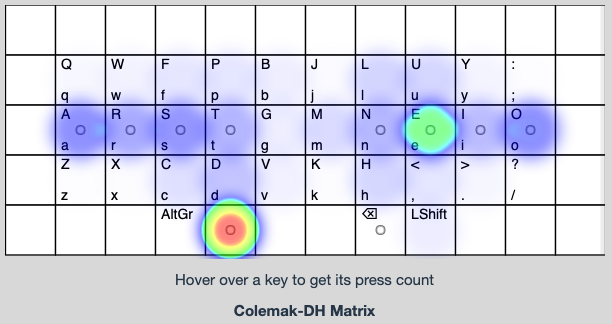 Q W F P B J L U Y :
q w f p b j l u y ;
A R S T G M N E I O
a r s t g m n e i o
Z X C D V K H < > ?
z x c d v k h , . /
AltGr ⌫ LShift
Hover over a key to get its press count
Colemak-DH Matrix